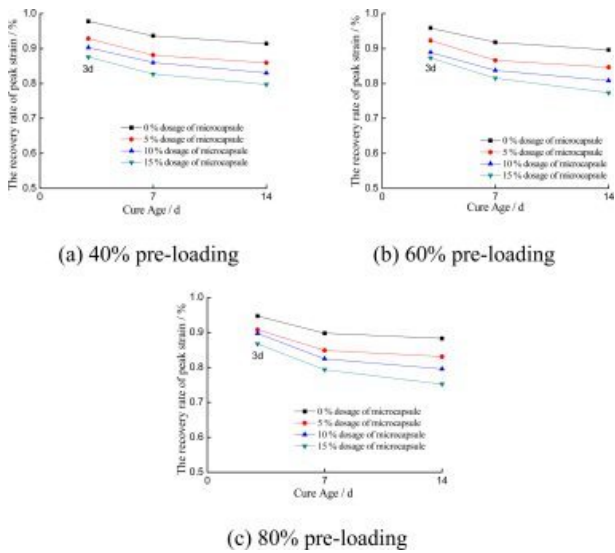 The recovery rate of peak strain / %
1.0
0.9
0.8
0.7
0.6
0.5
3d
0 % dosage of microcapsule
5 % dosage of microcapsule
10 % dosage of microcapsule
15 % dosage of microcapsule
0
7
14
Cure Age / d
(a) 40% pre-loading
The recovery rate of peak strain / %
1.0
0.9
0.8
0.7
0.6
0.5
3d
0 % dosage of microcapsule
5 % dosage of microcapsule
10 % dosage of microcapsule
15 % dosage of microcapsule
0
7
14
Cure Age / d
(b) 60% pre-loading
The recovery rate of peak strain / %
1.0
0.9
0.8
0.7
0.6
0.5
3d
0 % dosage of microcapsule
5 % dosage of microcapsule
10 % dosage of microcapsule
15 % dosage of microcapsule
0
7
14
Cure Age / d
(c) 80% pre-loading